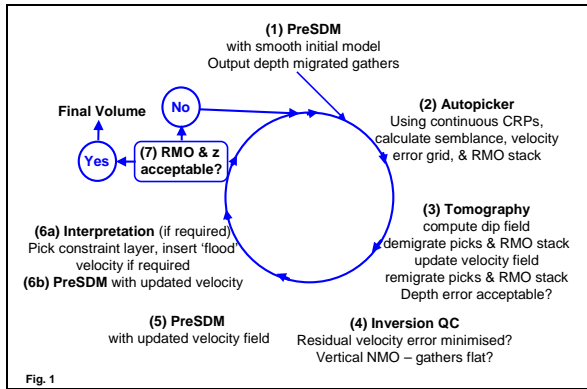 (1) PreSDM
with smooth initial model
Output depth migrated gathers
No
Final Volume
Yes
(7) RMO & z
acceptable?
(2) Autopicker
Using continuous CRPs,
calculate semblance, velocity
error grid, & RMO stack
(3) Tomography
compute dip field
demigrate picks & RMO stack
update velocity field
remigrate picks & RMO stack
Depth error acceptable?
(4) Inversion QC
Residual velocity error minimised?
Vertical NMO – gathers flat?
(5) PreSDM
with updated velocity field
(6a) Interpretation (if required)
Pick constraint layer, insert ‘flood’
velocity if required
(6b) PreSDM with updated velocity
Fig. 1